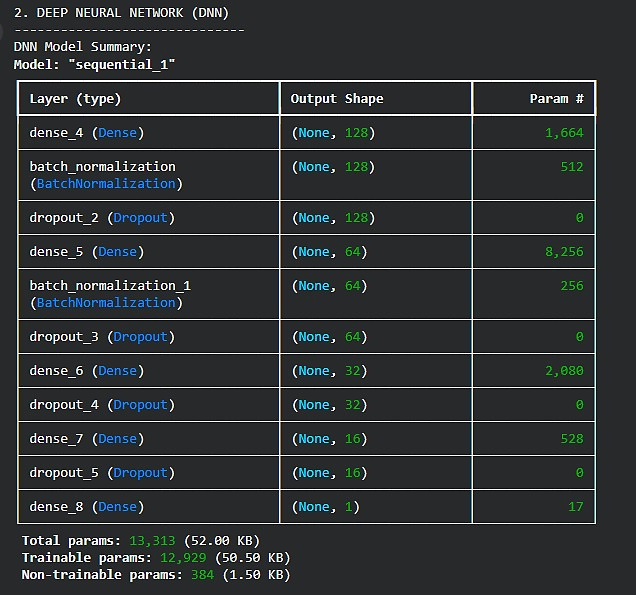 2. DEEP NEURAL NETWORK (DNN)
------------------------------
DNN Model Summary:
Model: "sequential_1"
Layer (type) Output Shape Param #
dense_4 (Dense) (None, 128) 1,664
batch_normalization (None, 128) 512
(BatchNormalization)
dropout_2 (Dropout) (None, 128) 0
dense_5 (Dense) (None, 64) 8,256
batch_normalization_1 (None, 64) 256
(BatchNormalization)
dropout_3 (Dropout) (None, 64) 0
dense_6 (Dense) (None, 32) 2,080
dropout_4 (Dropout) (None, 32) 0
dense_7 (Dense) (None, 16) 528
dropout_5 (Dropout) (None, 16) 0
dense_8 (Dense) (None, 1) 17
Total params: 13,313 (52.00 KB)
Trainable params: 12,929 (50.50 KB)
Non-trainable params: 384 (1.50 KB)